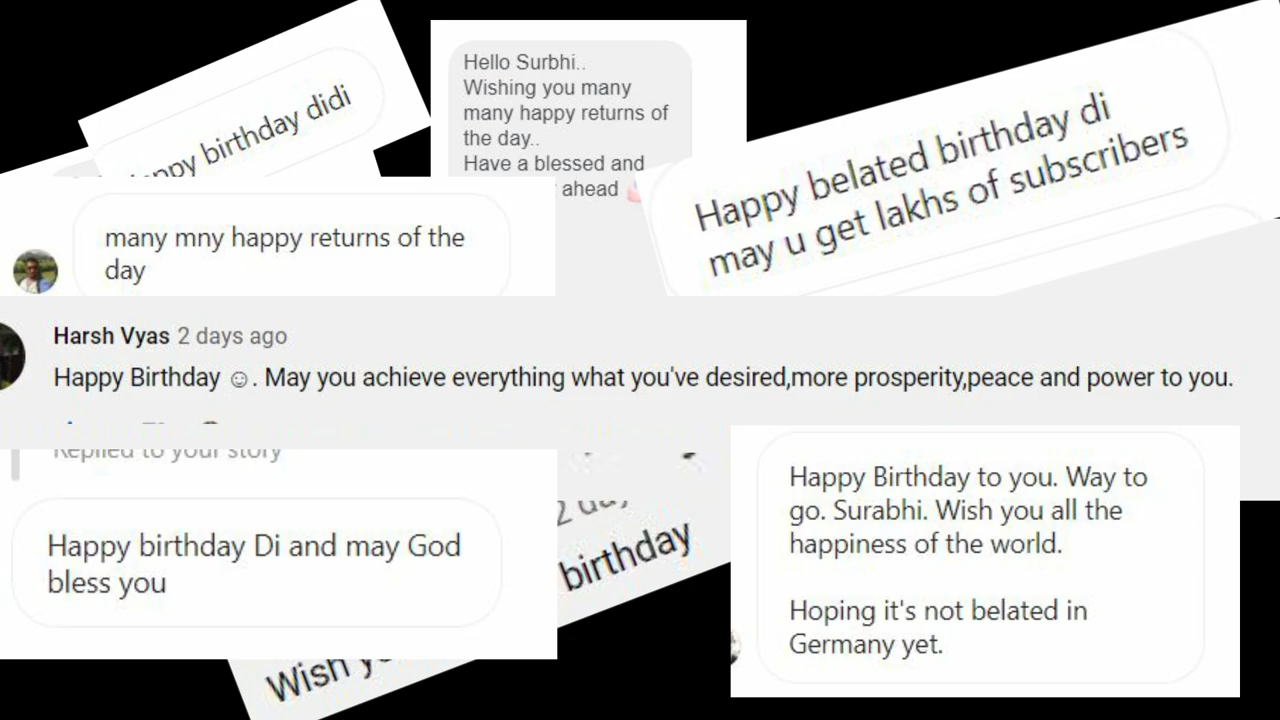 birthday didi
Hello Surbhi..
Wishing you many
many happy returns of
the day..
Have a blessed and
ahead
Happy belated birthday di
may u get lakhs of subscribers
many mny happy returns of the
day
Harsh Vyas 2 days ago
Happy Birthday ☺. May you achieve everything what you've desired,more prosperity,peace and power to you.
Replied to your story
Happy birthday Di and may God
bless you
2
birthday
Wish
Happy Birthday to you. Way to
go. Surabhi. Wish you all the
happiness of the world.
Hoping it's not belated in
Germany yet.